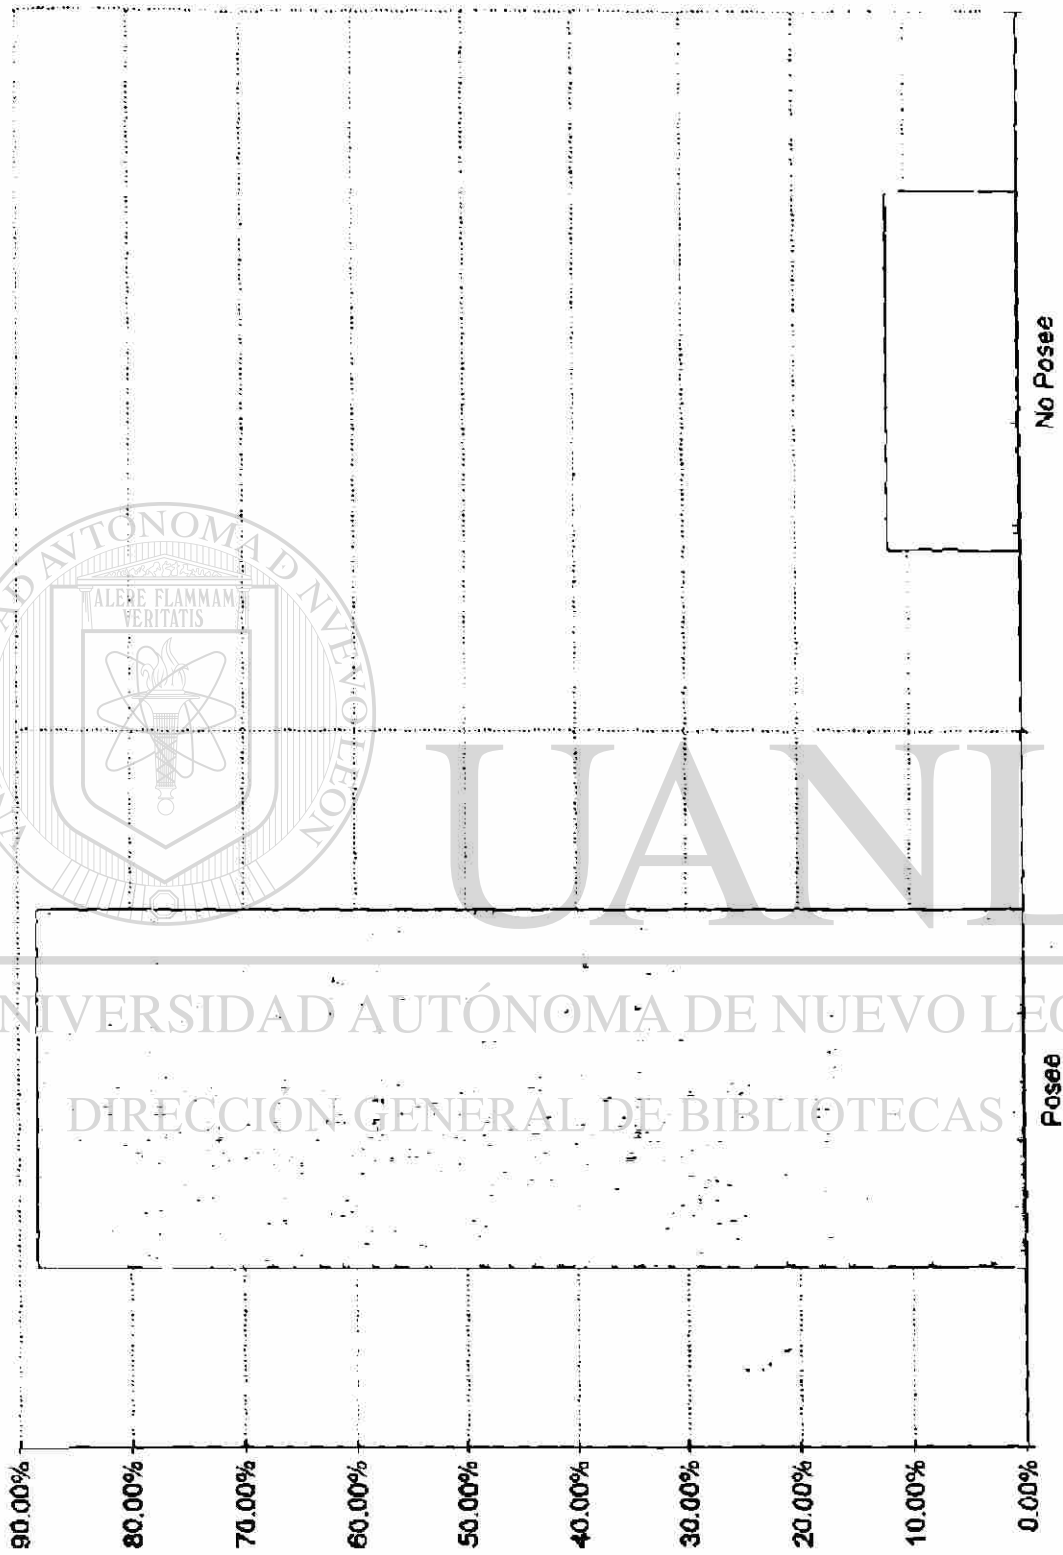 90.00%
80.00%
70.00%
60.00%
50.00%
40.00%
30.00%
20.00%
10.00%
0.00%
Posee
No Posee
ALERE FLAMMAM
VERITATIS
UANL
UNIVERSIDAD AUTÓNOMA DE NUEVO LEÓ
DIRECCIÓN GENERAL DE BIBLIOTECAS